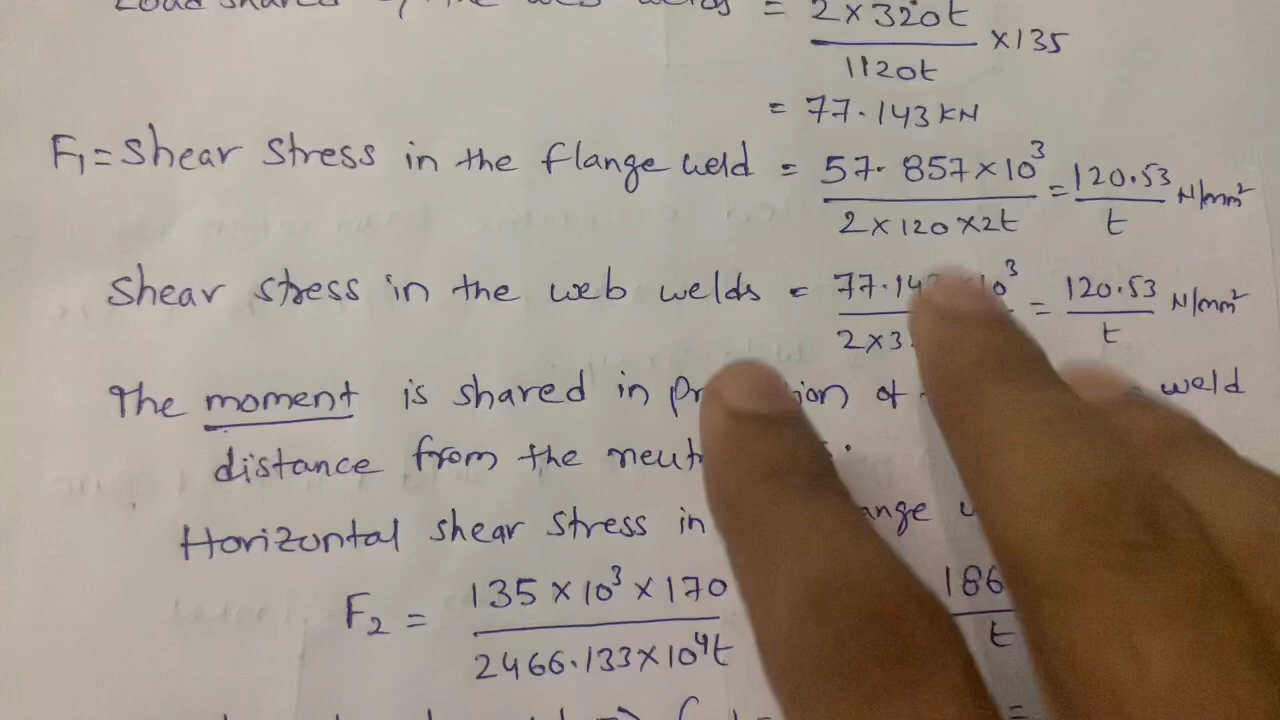 = 2 x 320t
1120t x 135
= 77.143 KN
F1 = Shear stress in the flange weld = 57.857 x 10^3 / 2 x 120 x 2t = 120.53 / t N/mm²
Shear stress in the web welds = 77.14 10^3 / 2 x 3 = 120.53 / t N/mm²
The moment is shared in of weld
distance from the
Horizontal shear stress in
F2 = 135 x 10^3 x 170 / 2466.133 x 10^4t 186 / t